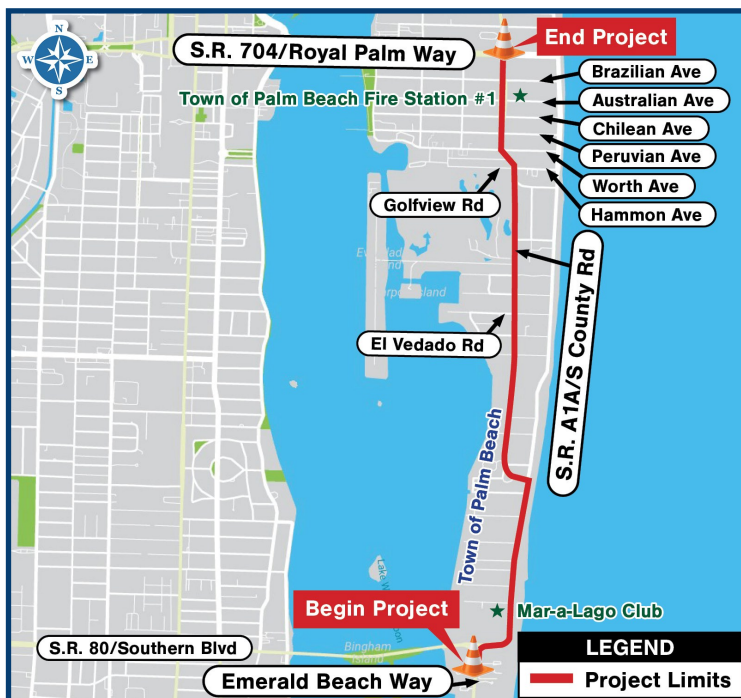 N
W E
S
S.R. 704/Royal Palm Way
End Project
Brazilian Ave
Town of Palm Beach Fire Station #1
Australian Ave
Chilean Ave
Peruvian Ave
Worth Ave
Golfview Rd
Hammon Ave
S.R. A1A/S County Rd
El Vedado Rd
Town of Palm Beach
Begin Project
Mar-a-Lago Club
S.R. 80/Southern Blvd
Bingham
Island
Emerald Beach Way
LEGEND
Project Limits